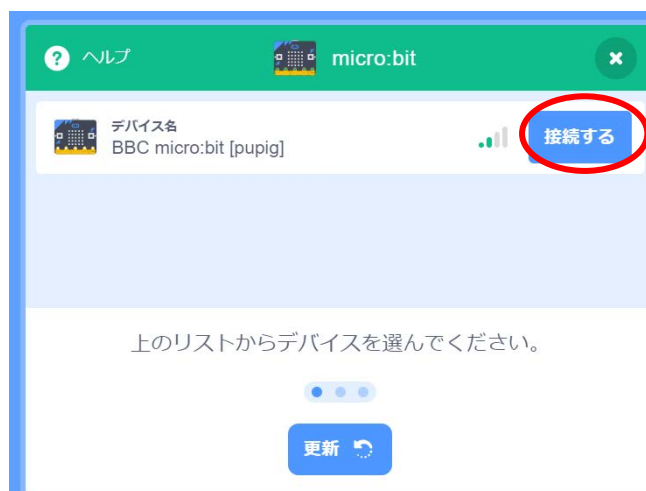 ? ヘルプ
micro:bit
デバイス名
BBC micro:bit [pupig]
接続する
上のリストからデバイスを選んでください。
更新